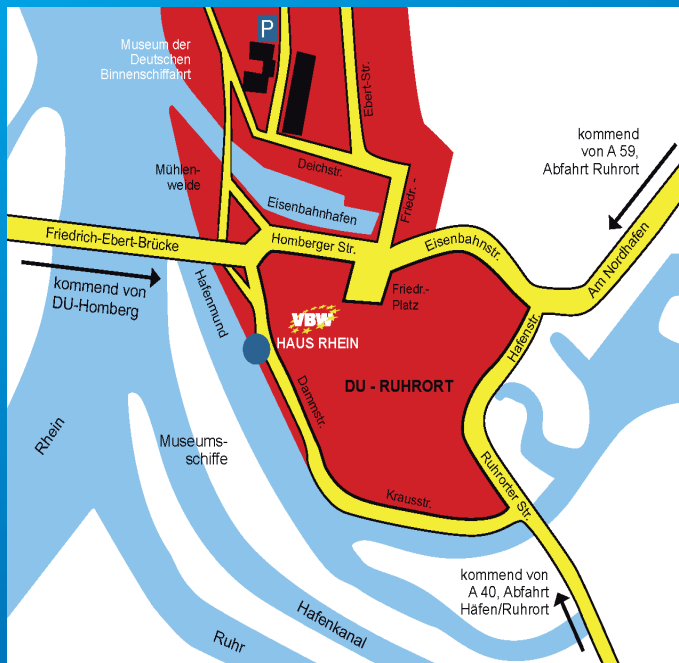 P
Museum der
Deutschen
Binnenschiffahrt
Ebert-Str.
kommend
von A 59,
Abfahrt Ruhrort
Deichstr.
Mühlen-
weide
Eisenbahnhafen
Friedr. -
Friedrich-Ebert-Brücke
Homberger Str.
Eisenbahnstr.
Am Nordhafen
kommend von
DU-Homberg
Hafenmund
Friedr.-
Platz
VBW
HAUS RHEIN
Hafenstr.
DU - RUHRORT
Dammstr.
Rhein
Museums-
schiffe
Krausstr.
Ruhrorter Str.
kommend von
A 40, Abfahrt
Häfen/Ruhrort
Hafenkanal
Ruhr